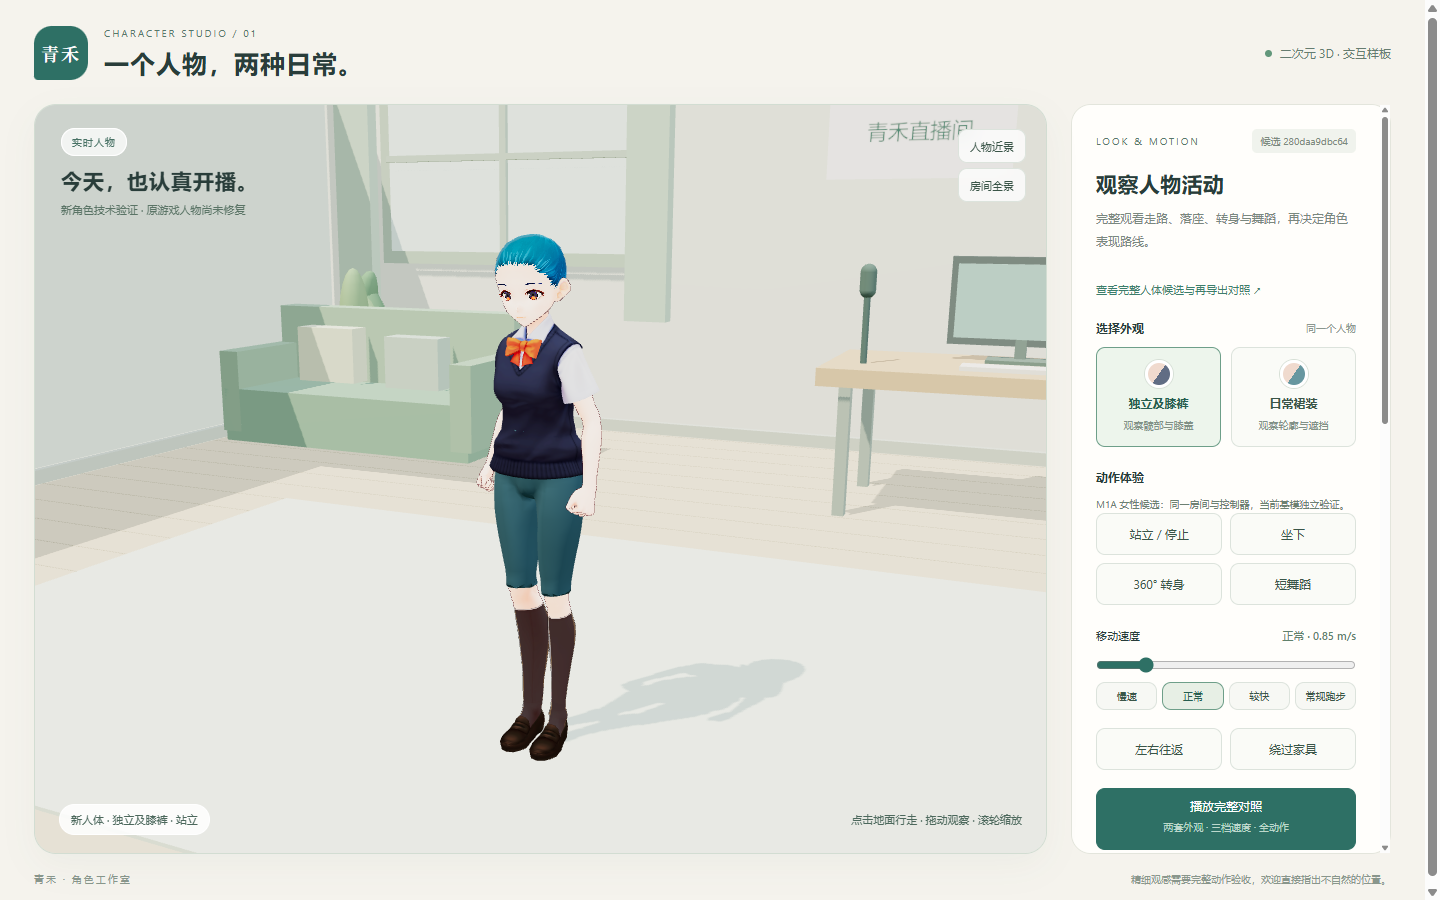 青禾
CHARACTER STUDIO / 01
一个人物，两种日常。
二次元 3D · 交互样板
实时人物
今天，也认真开播。
新角色技术验证 · 原游戏人物尚未修复
青禾直播间
人物近景
房间全景
新人体 · 独立及膝裤 · 站立
点击地面行走 · 拖动观察 · 滚轮缩放
LOOK & MOTION
候选 280daa9dbc64
观察人物活动
完整观看走路、落座、转身与舞蹈，再决定角色
表现路线。
查看完整人体候选与再导出对照 ↗
选择外观
同一个人物
独立及膝裤
观察腿部与膝盖
日常裙装
观察轮廓与遮挡
动作体验
M1A 女性候选：同一房间与控制器，当前基模独立验证。
站立 / 停止
坐下
360° 转身
短舞蹈
移动速度
正常 · 0.85 m/s
慢速
正常
较快
常规跑步
左右往返
绕过家具
播放完整对照
两套外观 · 三档速度 · 全动作
青禾 · 角色工作室
精细观感需要完整动作验收，欢迎直接指出不自然的位置。